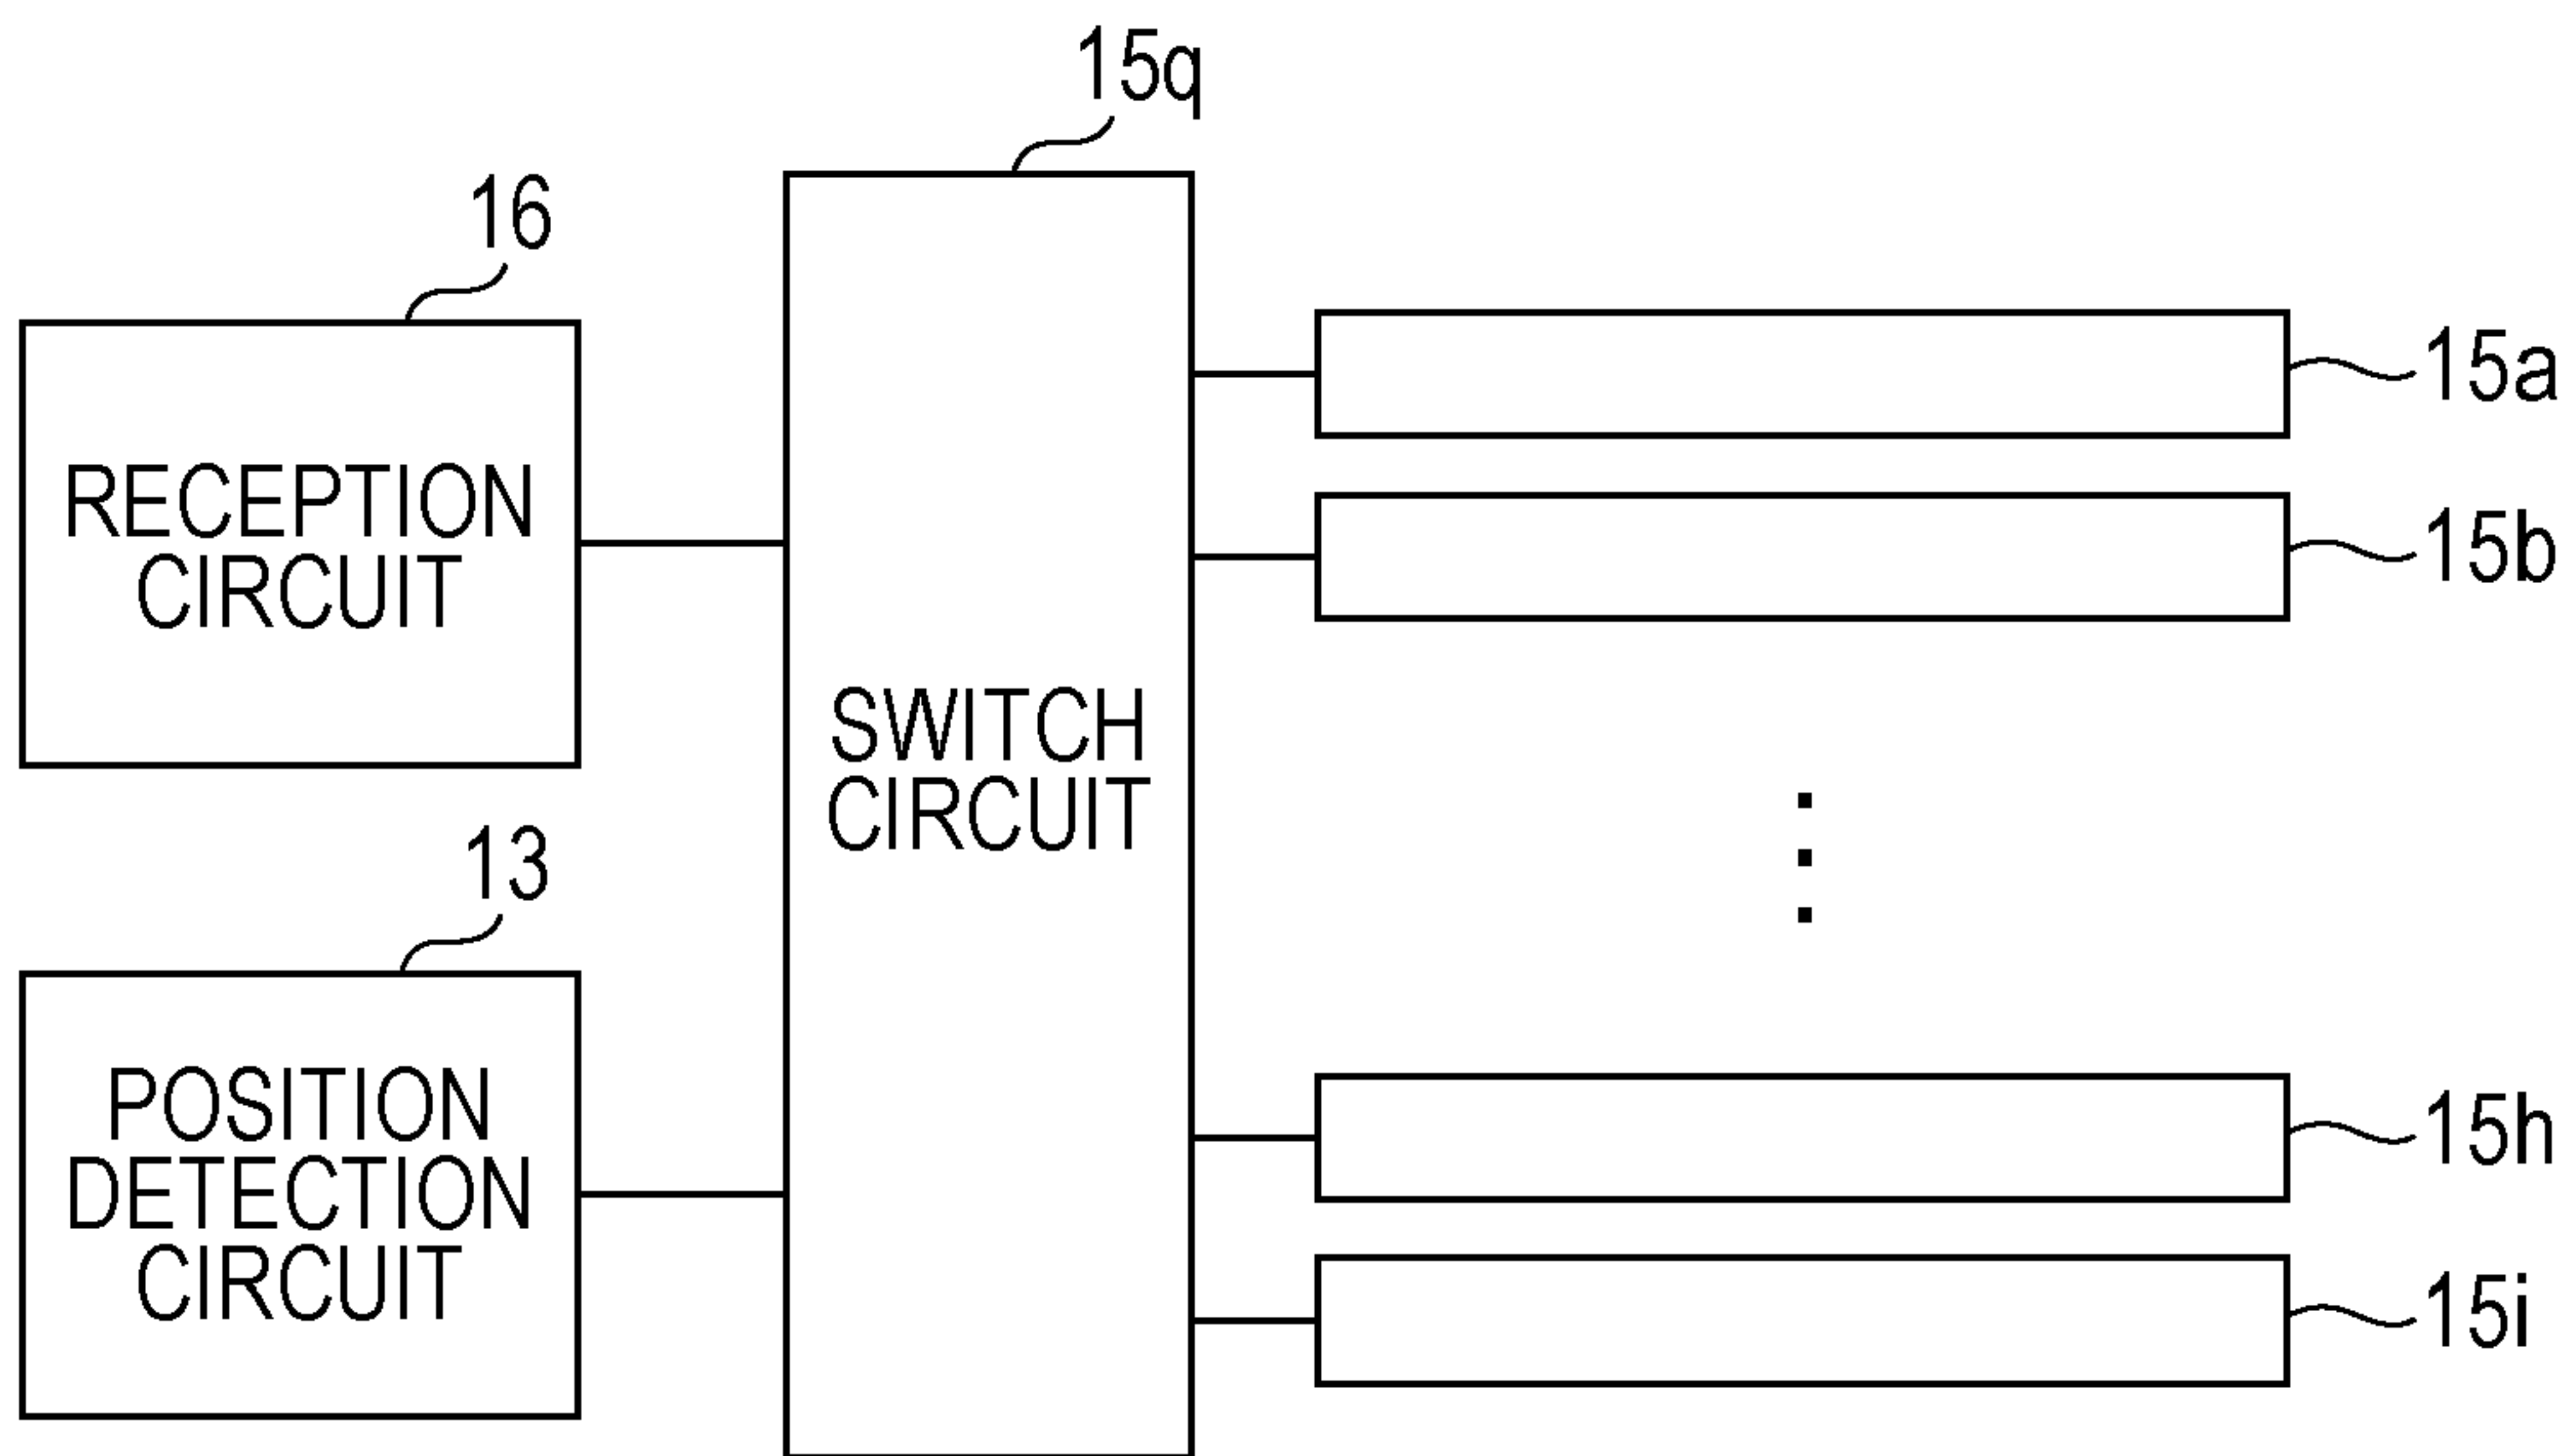 15q
16
RECEPTION
CIRCUIT
SWITCH
CIRCUIT
13
POSITION
DETECTION
CIRCUIT
15a
15b
15h
15i